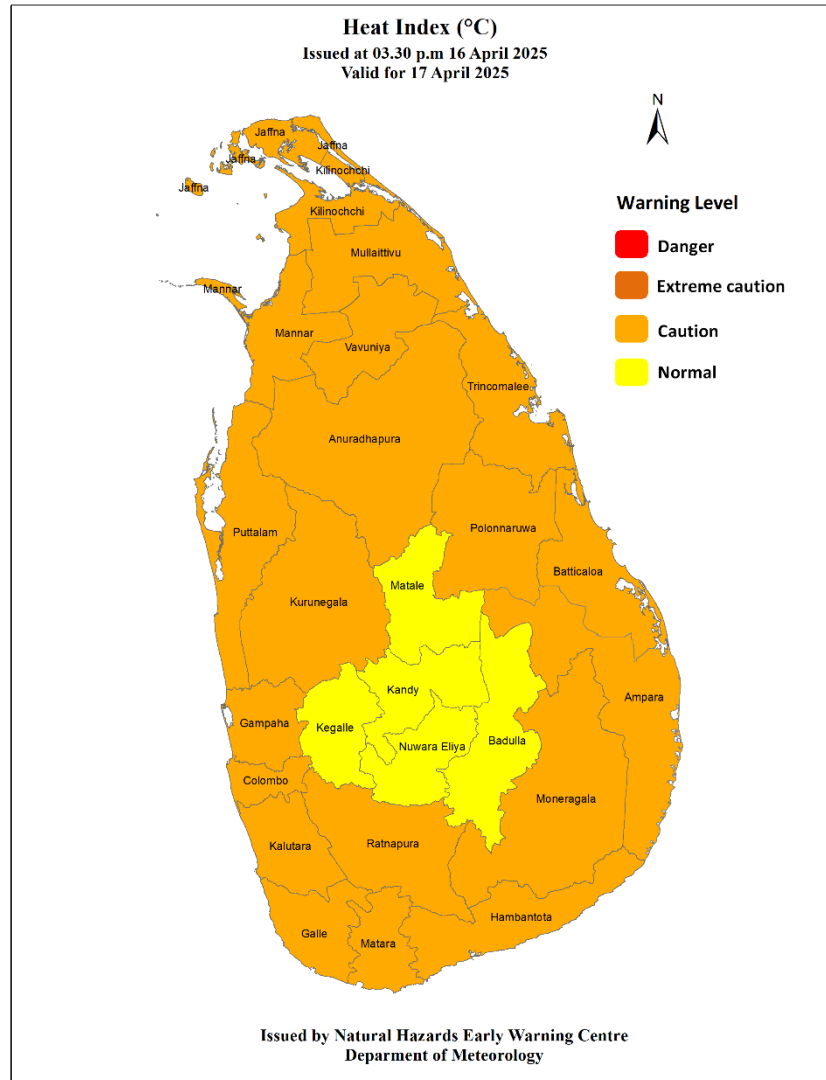 Heat Index (°C)
Issued at 03.30 p.m 16 April 2025
Valid for 17 April 2025
N
Warning Level
Danger
Extreme caution
Caution
Normal
Jaffna
Jaffna
Jaffna
Kilinochchi
Jaffna
Kilinochchi
Mullaittivu
Mannar
Mannar
Vavuniya
Trincomalee
Anuradhapura
Polonnaruwa
Puttalam
Batticaloa
Matale
Kurunegala
Kandy
Ampara
Gampaha
Kegalle
Badulla
Nuwara Eliya
Colombo
Moneragala
Kalutara
Ratnapura
Hambantota
Galle
Matara
Issued by Natural Hazards Early Warning Centre
Deparment of Meteorology